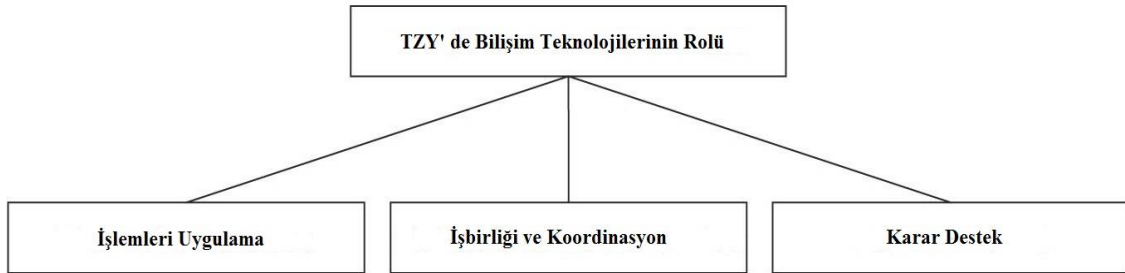 TZY' de Bilişim Teknolojilerinin Rolü
İşlemleri Uygulama
İşbirliği ve Koordinasyon
Karar Destek